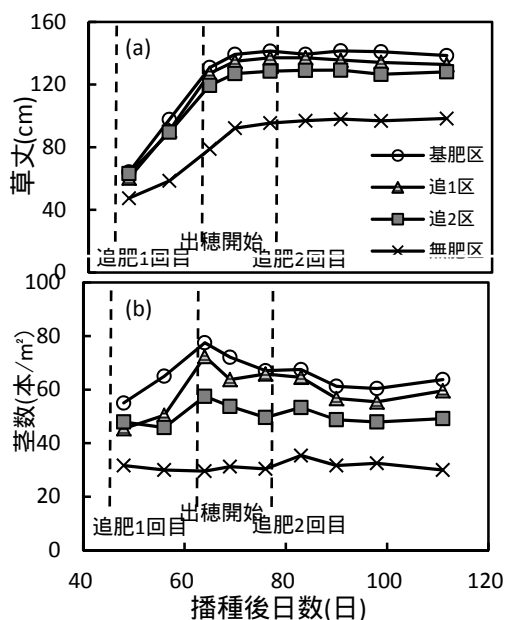 160
120
80
40
0
草丈(cm)
(a)
基肥区
追1区
追2区
無肥区
追肥1回目
出穂開始
追肥2回目
100
80
60
40
20
0
茎数(本/㎡)
(b)
追肥1回目
出穂開始
追肥2回目
40 60 80 100 120
播種後日数(日)